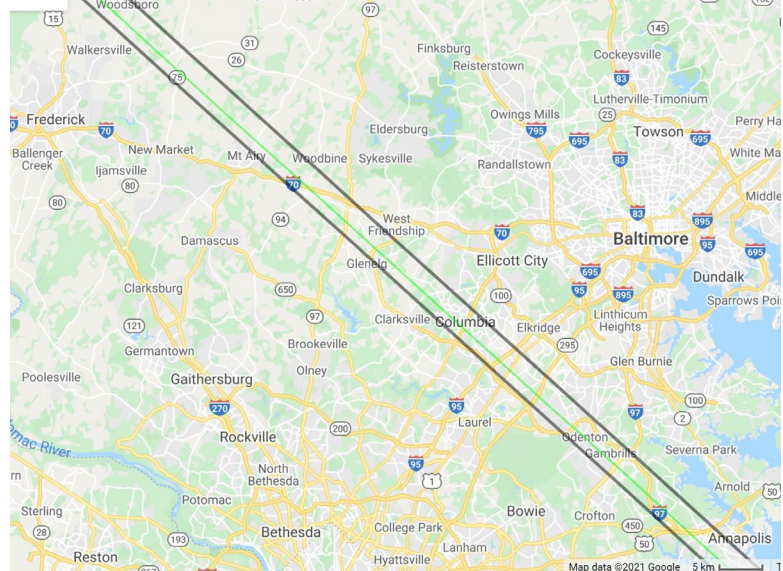 Woodsboro
97
15
145
31
Finksburg
Walkersville
26
Cockeysville
Reisterstown
83
75
Lutherville-Timonium
Owings Mills
25
Frederick
70
795
695
Towson
695
Perry Ha
70
Eldersburg
Ballenger
Creek
New Market
Mt Airy
Woodbine
Sykesville
Randallstown
83
White Ma
Ijamsville
80
70
Middle
80
94
West
Friendship
83
895
70
Baltimore
95
Damascus
695
Glenelg
Ellicott City
695
Dundalk
Clarksburg
650
100
95
895
Sparrows Poi
97
Linthicum
Heights
121
Clarksville
Columbia
Elkridge
Brookeville
295
Germantown
Glen Burnie
Olney
Poolesville
Gaithersburg
270
95
100
97
2
Laurel
200
Rockville
Odenton
Severna Park
omac River
Gambrills
95
North
Bethesda
rn
1
Arnold
50
Potomac
Sterling
Bowie
Crofton
97
28
College Park
450
193
Bethesda
50
Annapolis
Lanham
Reston
Hyattsville
Map data ©2021 Google
5 km